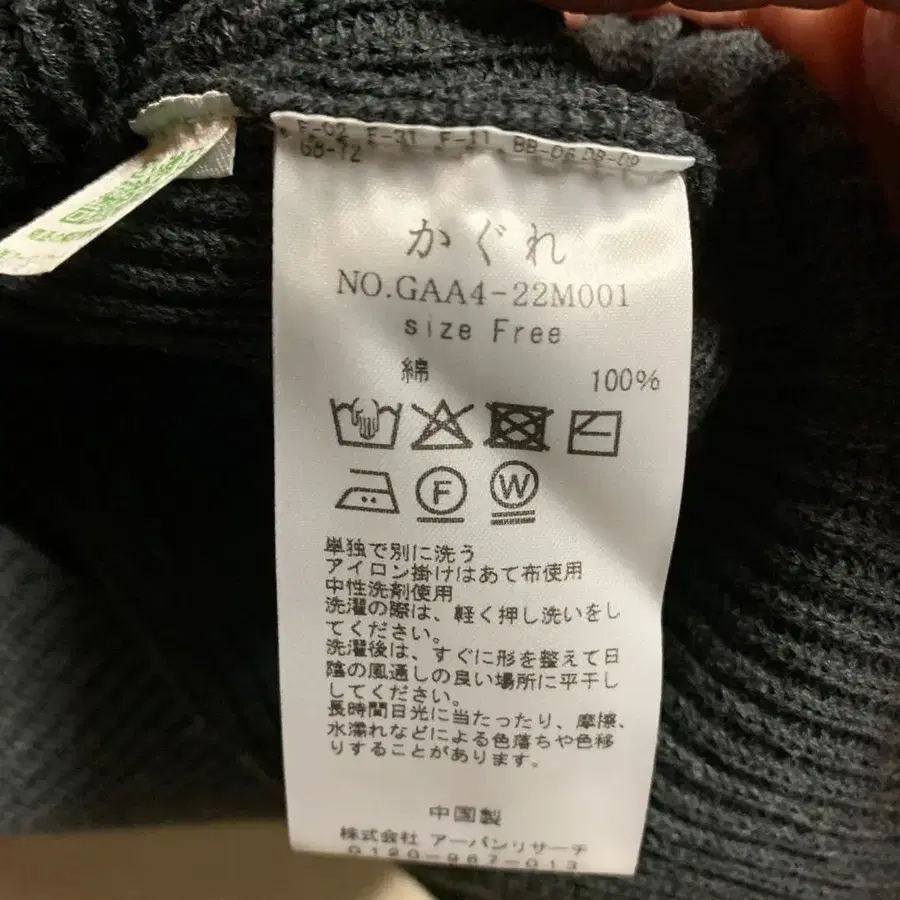 F-02 F-31 F-11 BB-06 DB-09
GB-12
かぐれ
NO.GAA4-22M001
size Free
綿 100%
F W
単独で別に洗う
アイロン掛けはあて布使用
中性洗剤使用
洗濯の際は、軽く押し洗いをし
てください。
洗濯後は、すぐに形を整えて日
陰の風通しの良い場所に平干し
してください。
長時間日光に当たったり、摩擦、
水濡れなどによる色落ちや色移
りすることがあります。
中国製
株式会社 アーバンリサーチ
0120-967-013